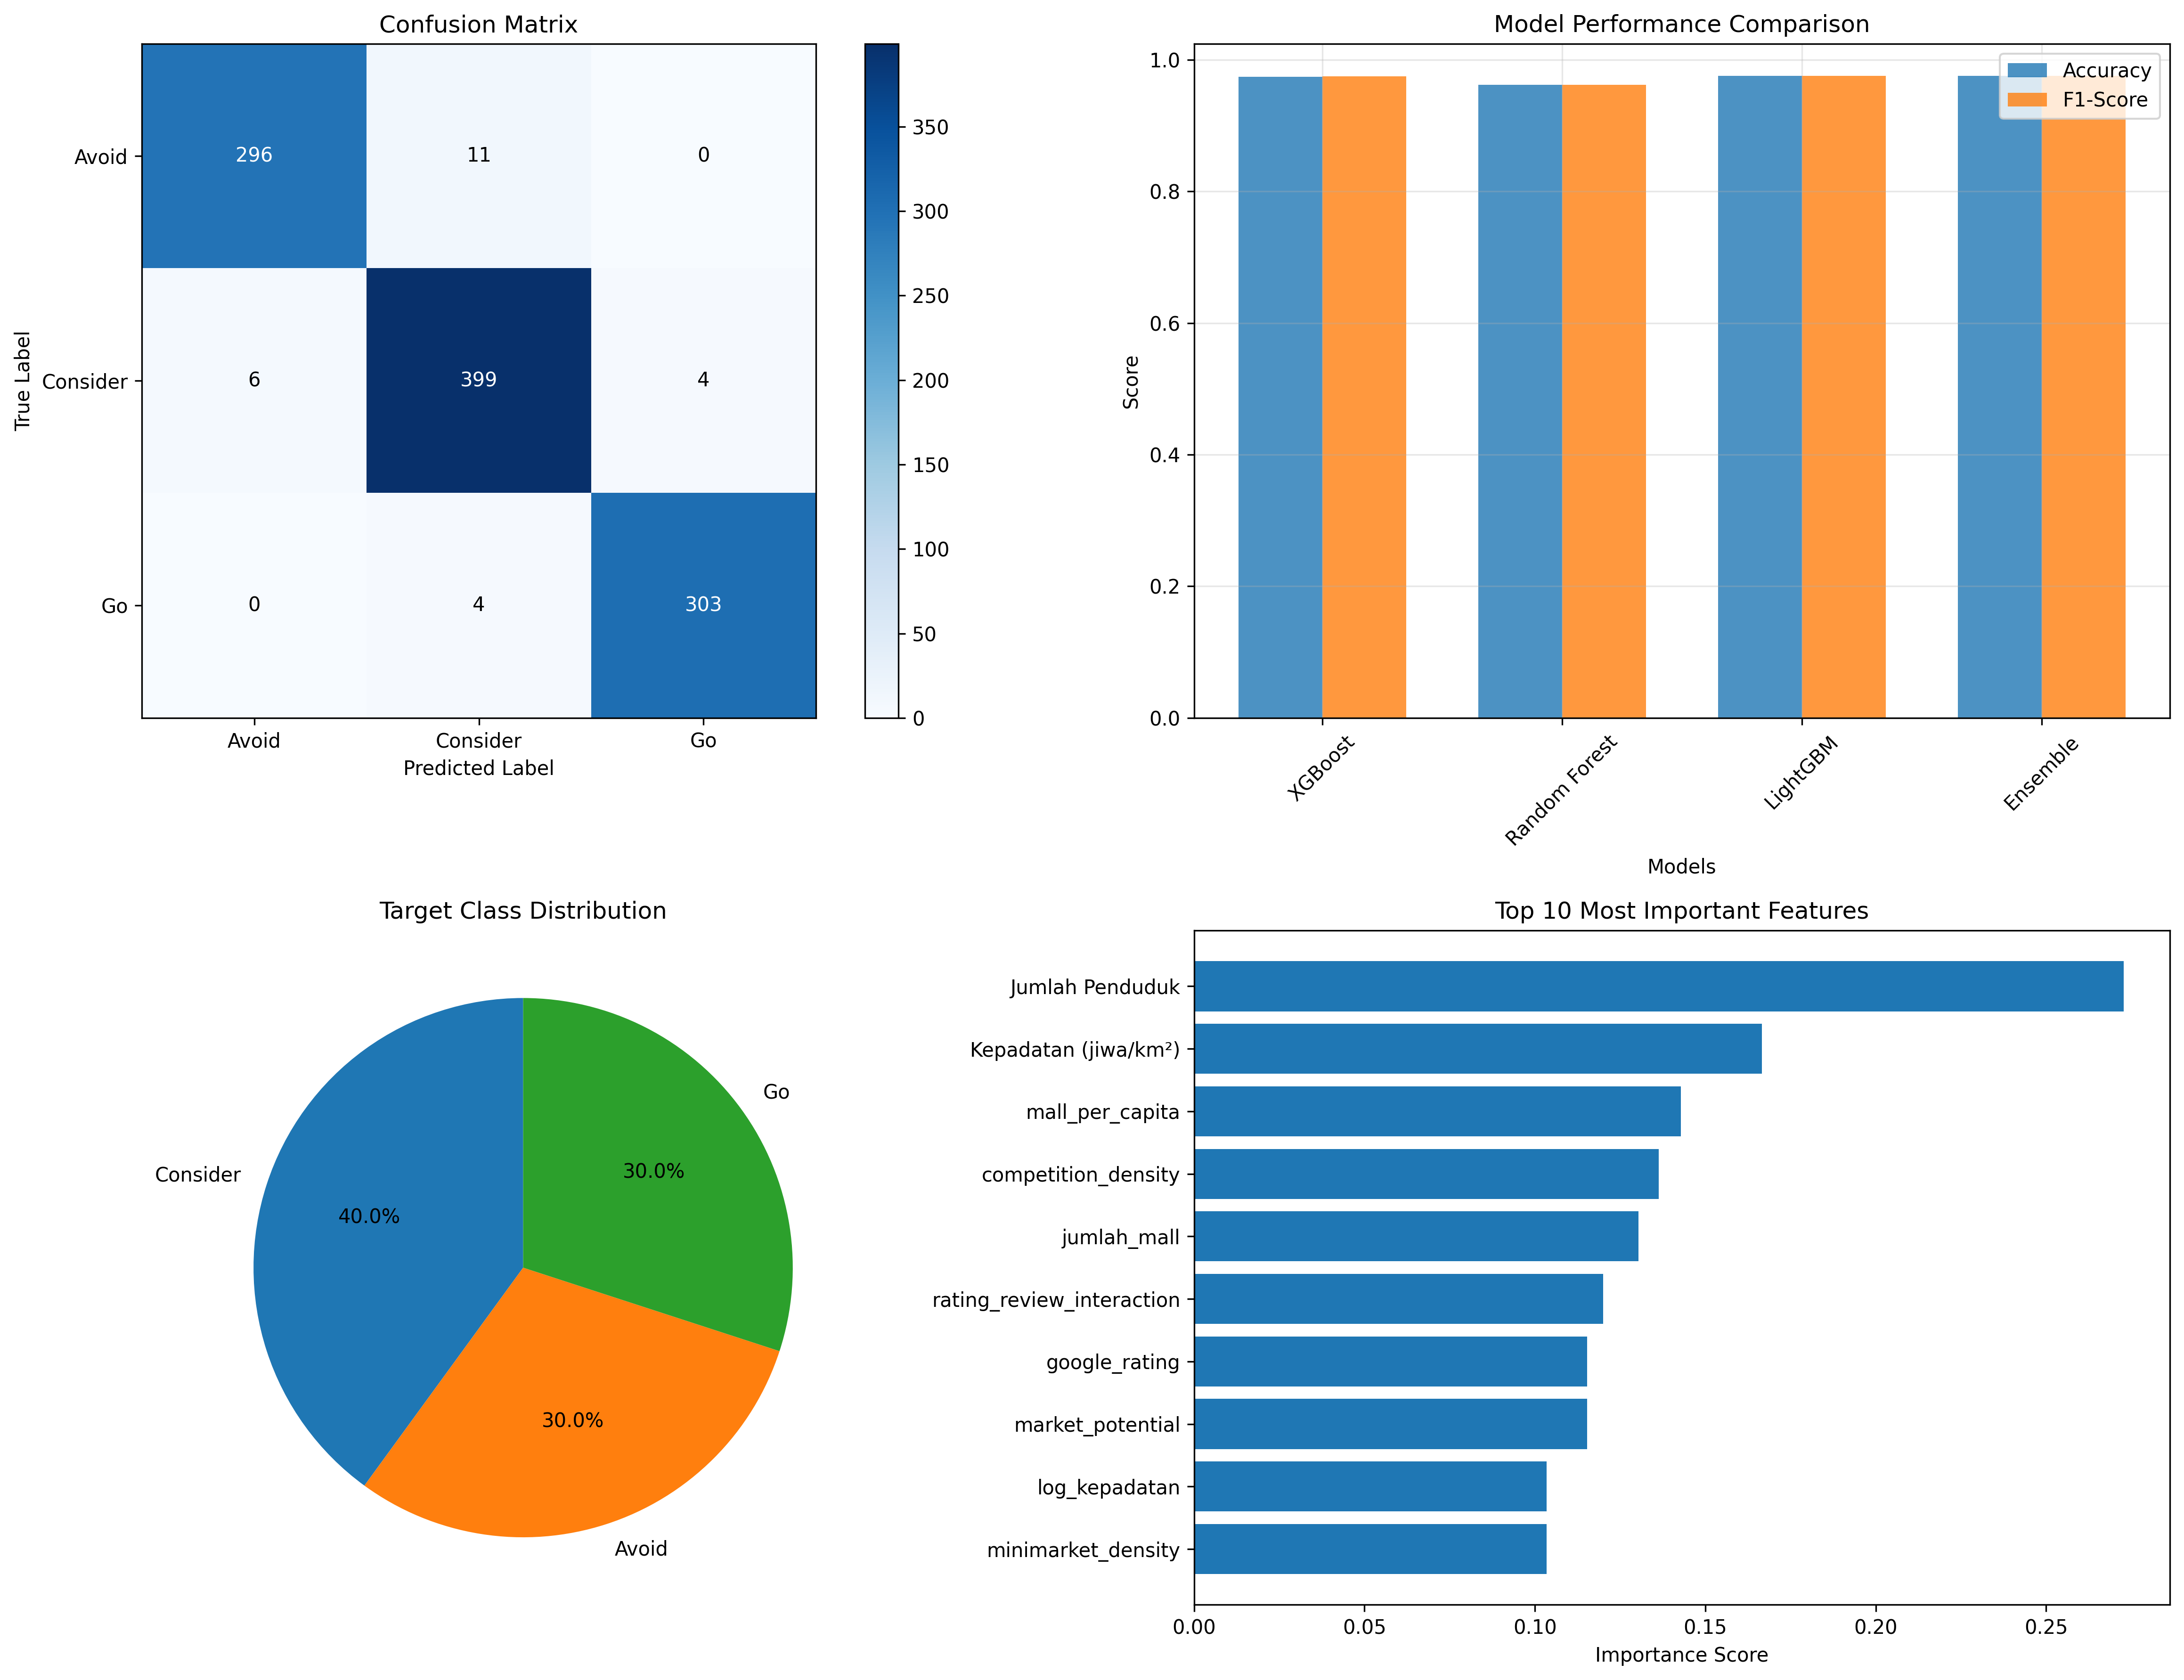 Confusion Matrix
True Label
Avoid
Consider
Go
296 11 0
6 399 4
0 4 303
Avoid Consider Go
Predicted Label
350
300
250
200
150
100
50
0
Model Performance Comparison
Score
1.0
0.8
0.6
0.4
0.2
0.0
Accuracy
F1-Score
XGBoost
Random Forest
LightGBM
Ensemble
Models
Target Class Distribution
Go
30.0%
Consider
40.0%
30.0%
Avoid
Top 10 Most Important Features
Jumlah Penduduk
Kepadatan (jiwa/km²)
mall_per_capita
competition_density
jumlah_mall
rating_review_interaction
google_rating
market_potential
log_kepadatan
minimarket_density
0.00 0.05 0.10 0.15 0.20 0.25
Importance Score